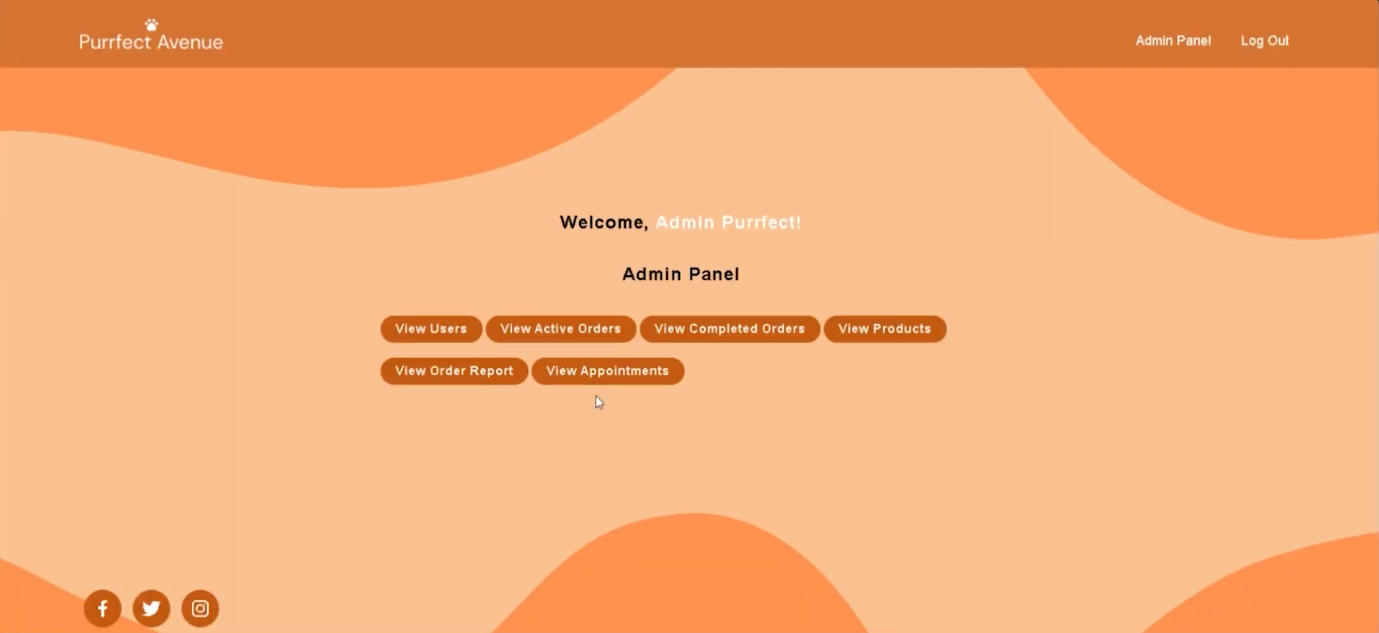 Purrfect Avenue
Admin Panel Log Out
Welcome, Admin Purrfect!
Admin Panel
View Users View Active Orders View Completed Orders View Products
View Order Report View Appointments